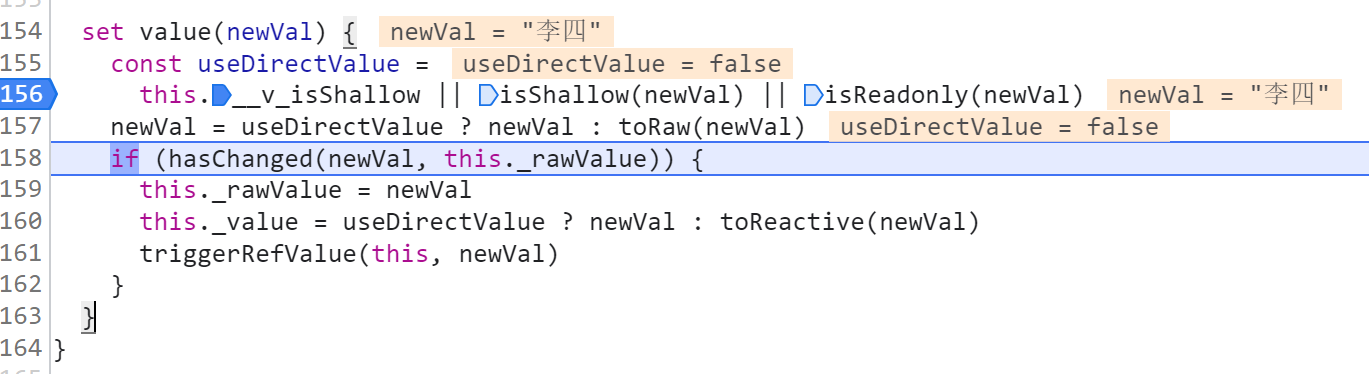 154 set value(newVal) { newVal = "李四"
155 const useDirectValue = useDirectValue = false
156 this.__v_isShallow || isShallow(newVal) || isReadonly(newVal) newVal = "李四"
157 newVal = useDirectValue ? newVal : toRaw(newVal) useDirectValue = false
158 if (hasChanged(newVal, this._rawValue)) {
159 this._rawValue = newVal
160 this._value = useDirectValue ? newVal : toReactive(newVal)
161 triggerRefValue(this, newVal)
162 }
163 }
164 }